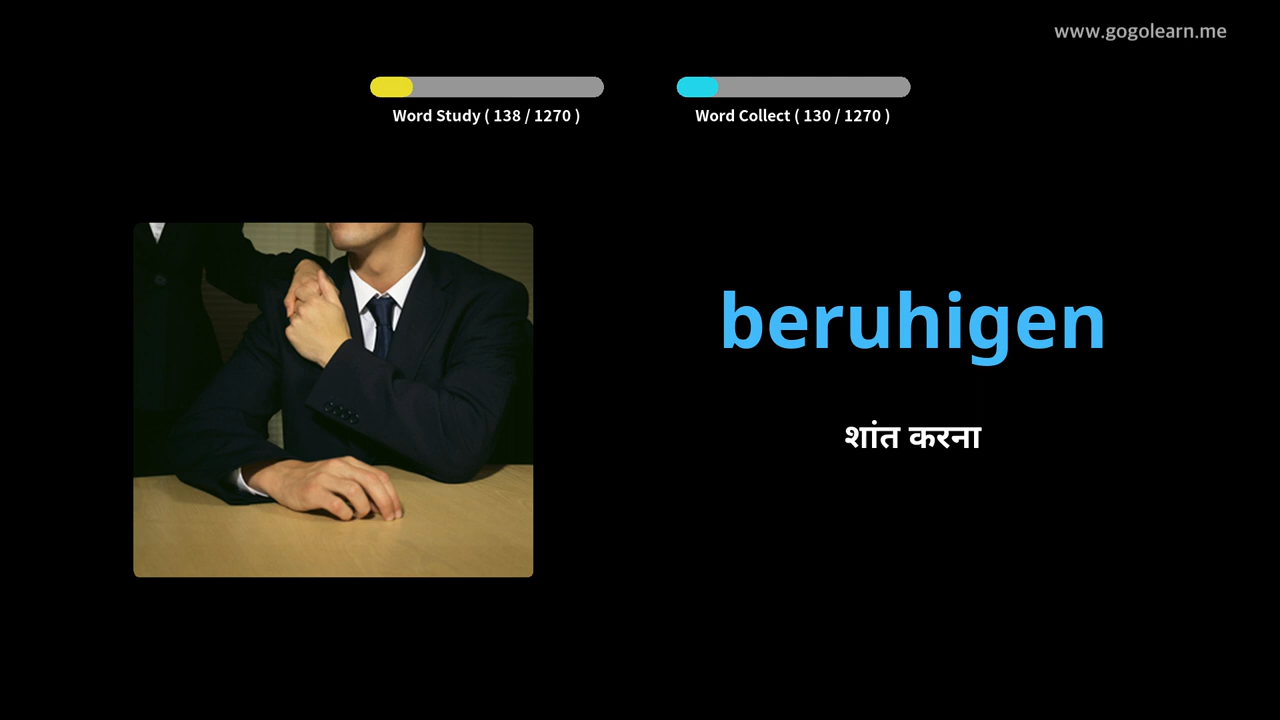 www.gogolearn.me
Word Study ( 138 / 1270 )
Word Collect ( 130 / 1270 )
beruhigen
शांत करना